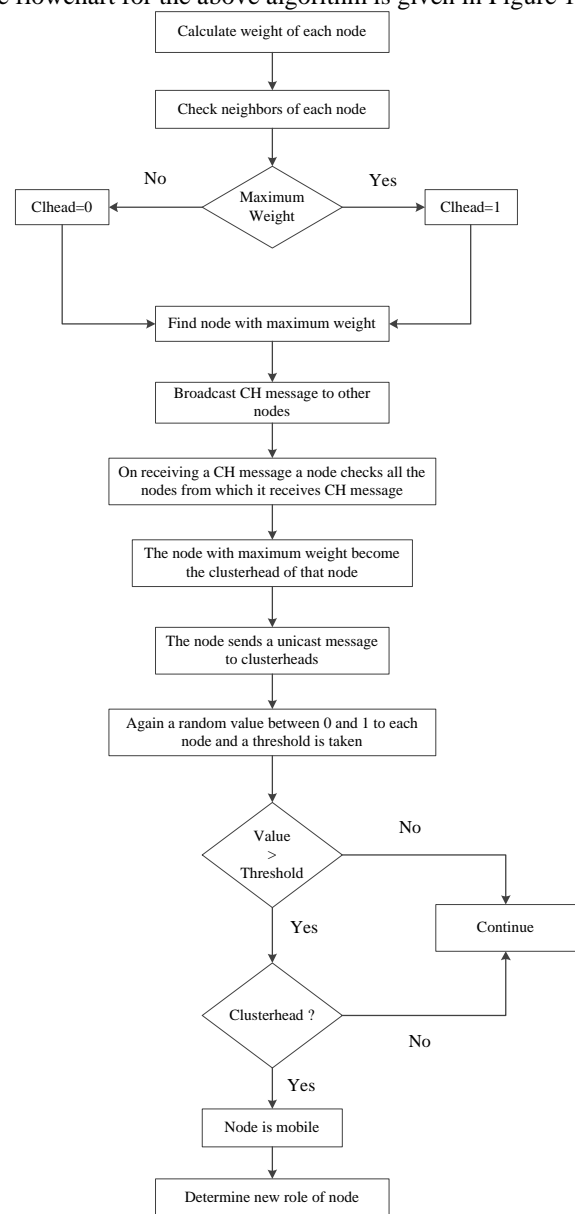 e flowchart for the above algorithm is given in Figure 1
Calculate weight of each node
Check neighbors of each node
No
Yes
Maximum
Weight
Clhead=0
Clhead=1
Find node with maximum weight
Broadcast CH message to other
nodes
On receiving a CH message a node checks all the
nodes from which it receives CH message
The node with maximum weight become
the clusterhead of that node
The node sends a unicast message
to clusterheads
Again a random value between 0 and 1 to each
node and a threshold is taken
Value
>
Threshold
No
Yes
Continue
Clusterhead ?
No
Yes
Node is mobile
Determine new role of node